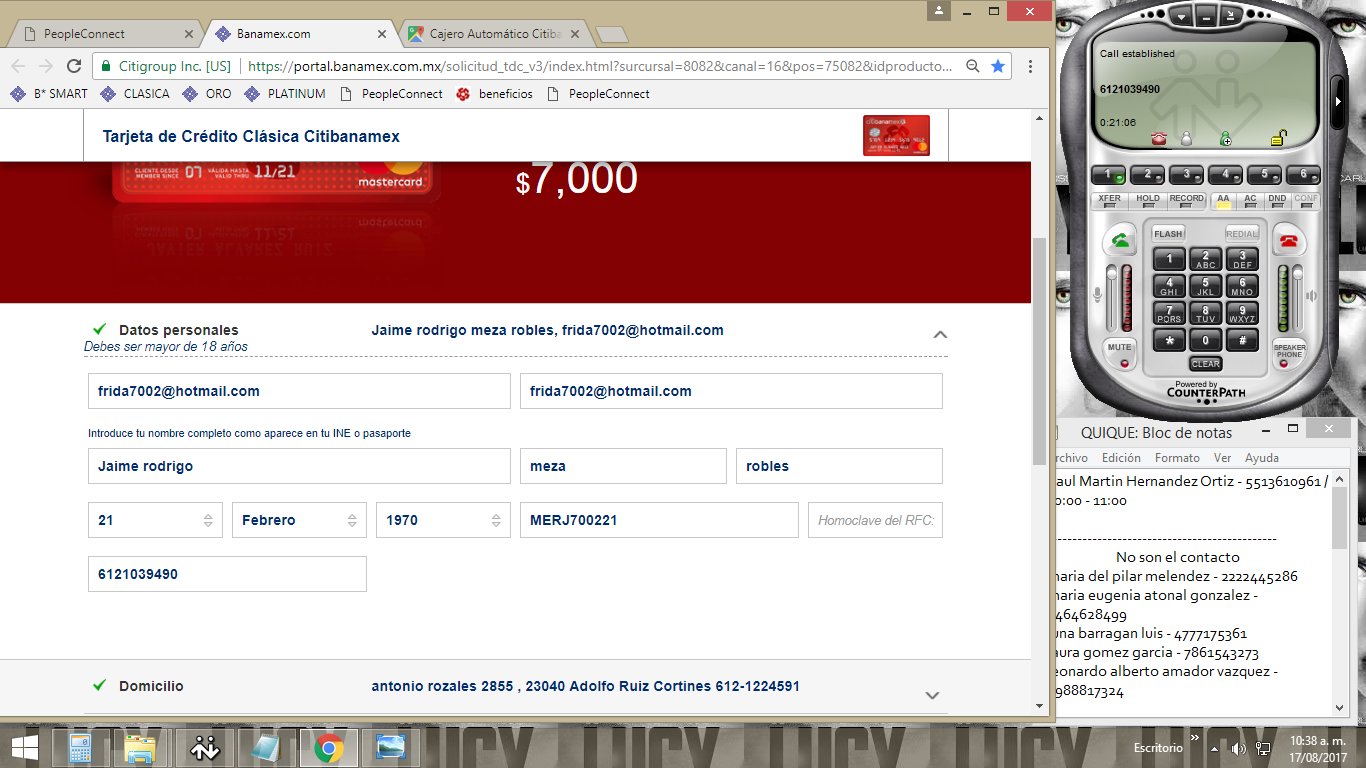 PeopleConnect
Banamex.com
Cajero Automático Citiba
Citigroup Inc. [US]
https://portal.banamex.com.mx/solicitud_tdc_v3/index.html?surcursal=8082&canal=16&pos=75082&idproducto...
B* SMART
CLASICA
ORO
PLATINUM
PeopleConnect
beneficios
PeopleConnect
Tarjeta de Crédito Clásica Citibanamex
CLIENTE DESDE
MEMBER SINCE
07
VÁLIDA HASTA
VALID THRU
11/21
mastercard
$7,000
Datos personales
Jaime rodrigo meza robles, frida7002@hotmail.com
Debes ser mayor de 18 años
frida7002@hotmail.com
frida7002@hotmail.com
Introduce tu nombre completo como aparece en tu INE o pasaporte
Jaime rodrigo
meza
robles
21
Febrero
1970
MERJ700221
Homoclave del RFC:
6121039490
Domicilio
antonio rozales 2855 , 23040 Adolfo Ruiz Cortines 612-1224591
Call established
6121039490
0:21:06
1 2 3 4 5 6
XFER HOLD RECORD AA AC DND CONF
FLASH
REDIAL
1
2 ABC
3 DEF
4 GHI
5 JKL
6 MNO
7 PQRS
8 TUV
9 WXYZ
* 0 #
MUTE
SPEAKER PHONE
CLEAR
Powered by
COUNTERPATH
QUIQUE: Bloc de notas
rchivo Edición Formato Ver Ayuda
aul Martin Hernandez Ortiz - 5513610961 /
0:00 - 11:00
-------------------------------------------
No son el contacto
naria del pilar melendez - 2222445286
naria eugenia atonal gonzalez -
464628499
una barragan luis - 4777175361
aura gomez garcia - 7861543273
eonardo alberto amador vazquez -
988817324
LUCY LUCY LUCY LUCY
Escritorio
10:38 a. m.
17/08/2017